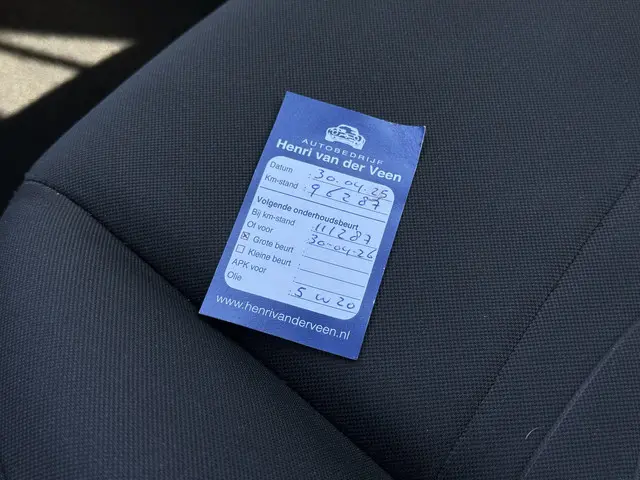 AUTOBEDRIJF
Henri van der Veen
Datum : 30.04.25
Km-stand : 96287
Volgende onderhoudsbeurt
Bij km-stand : 111287
Of voor : 30-04-26
☒ Grote beurt :
☐ Kleine beurt :
APK voor :
Olie : 5 W 20
www.henrivanderveen.nl